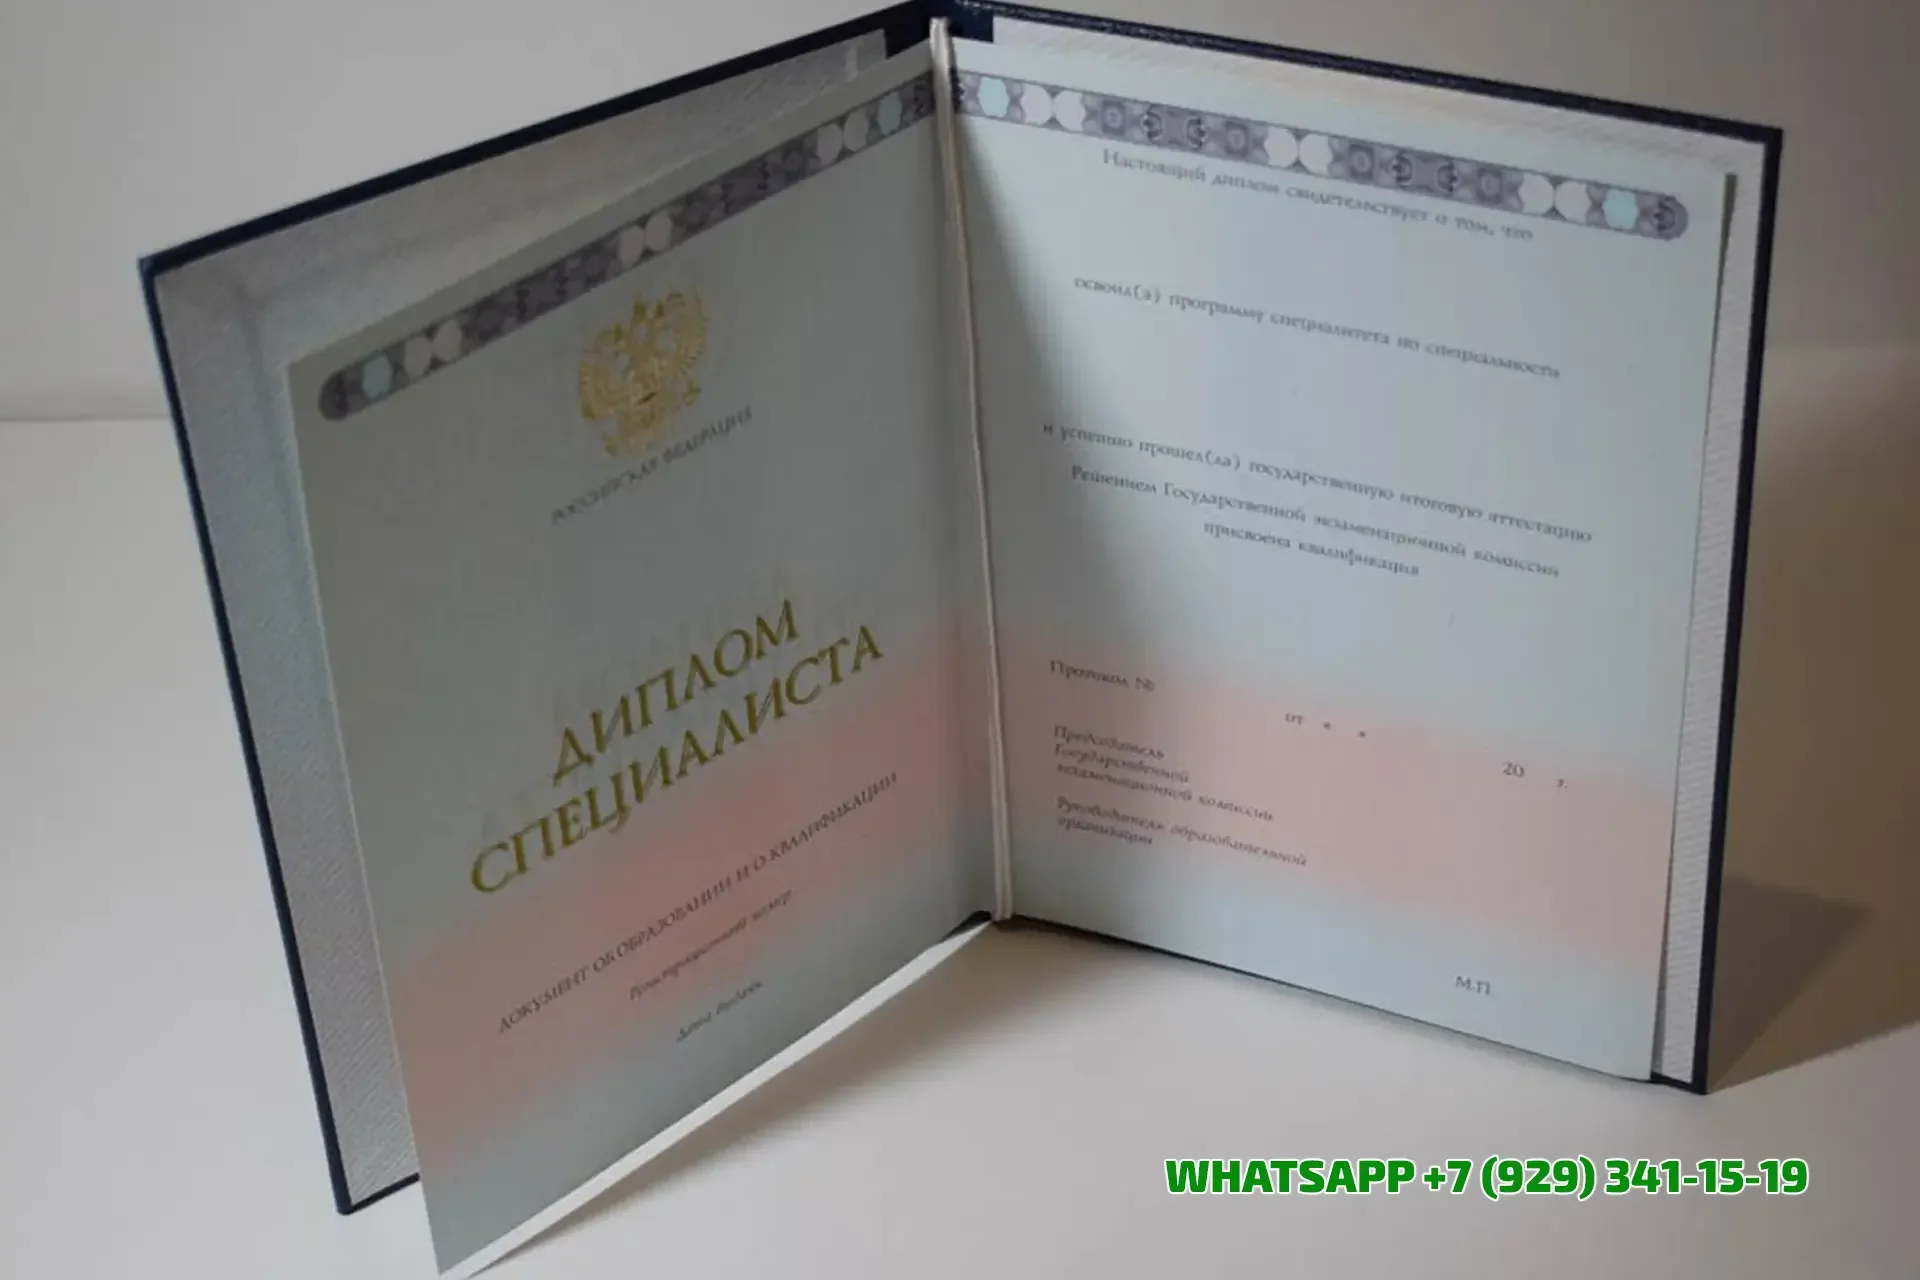 РОССИЙСКАЯ ФЕДЕРАЦИЯ
ДИПЛОМ
СПЕЦИАЛИСТА
ДОКУМЕНТ ОБ ОБРАЗОВАНИИ И О КВАЛИФИКАЦИИ
Регистрационный номер
Дата выдачи
Настоящий диплом свидетельствует о том, что
освоил(а) программу специалитета по специальности
и успешно прошел(ла) государственную итоговую аттестацию
Решением Государственной экзаменационной комиссии
присвоена квалификация
Протокол №
от « »
20 г.
Председатель
Государственной
экзаменационной комиссии
Руководитель образовательной
организации
М.П.
WHATSAPP +7 (929) 341-15-19